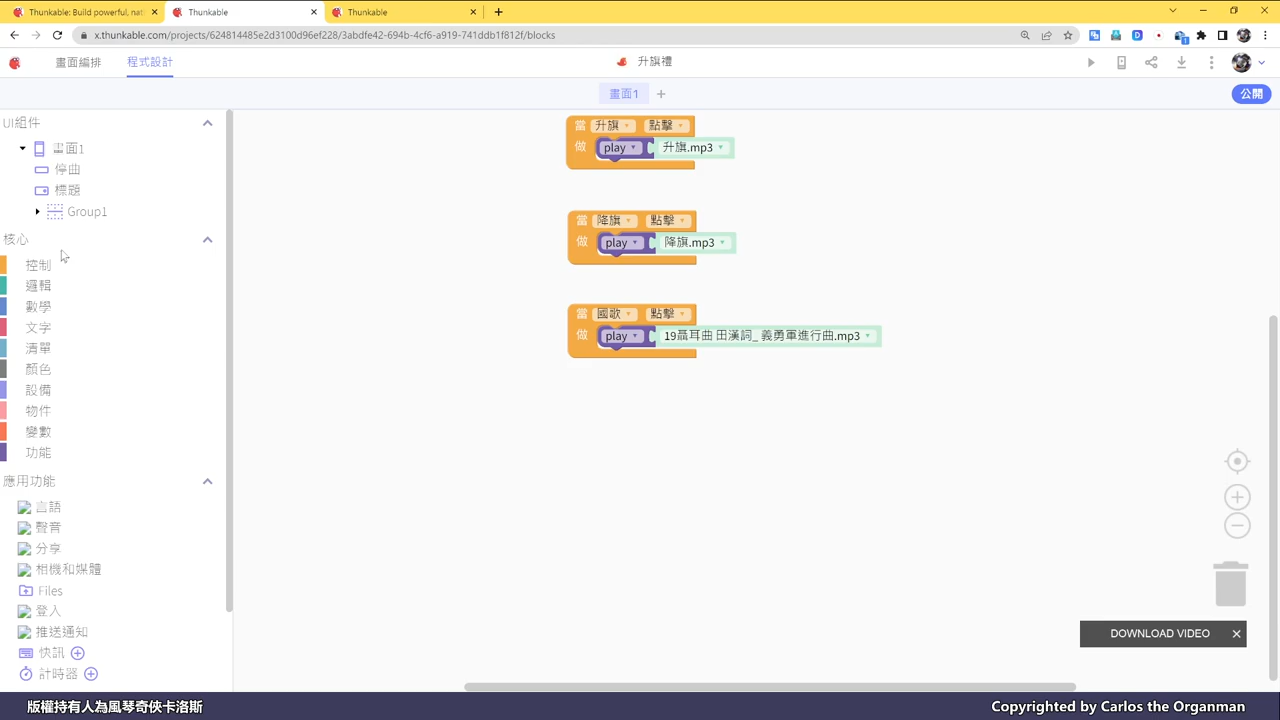 Thunkable: Build powerful, nat
Thunkable
Thunkable
x.thunkable.com/projects/624814485e2d3100d96ef228/3abdfe42-694b-4cf6-a919-741ddb1f812f/blocks
畫面編排
程式設計
升旗禮
畫面1
公開
UI組件
畫面1
停曲
標題
Group1
核心
控制
邏輯
數學
文字
清單
顏色
設備
物件
變數
功能
應用功能
言語
聲音
分享
相機和媒體
Files
登入
推送通知
快訊
計時器
當 升旗 點擊
做 play 升旗.mp3
當 降旗 點擊
做 play 降旗.mp3
當 國歌 點擊
做 play 19聶耳曲 田漢詞_ 義勇軍進行曲.mp3
DOWNLOAD VIDEO
版權持有人為風琴奇俠卡洛斯
Copyrighted by Carlos the Organman